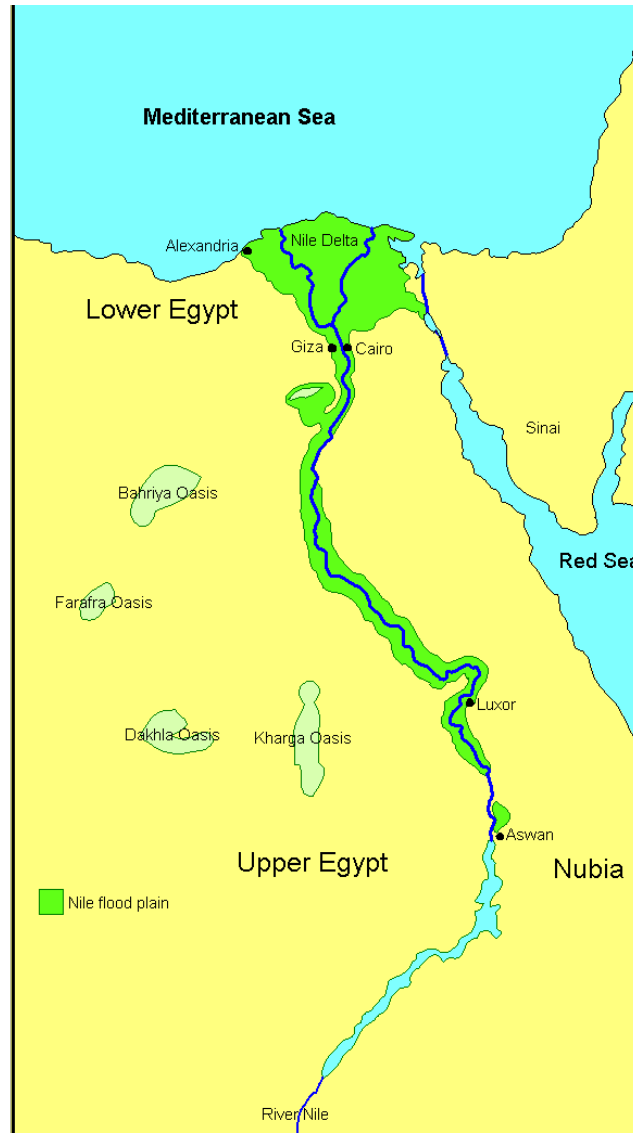 Mediterranean Sea
Alexandria
Nile Delta
Lower Egypt
Giza
Cairo
Sinai
Bahriya Oasis
Red Sea
Farafra Oasis
Luxor
Dakhla Oasis
Kharga Oasis
Aswan
Upper Egypt
Nubia
Nile flood plain
River Nile